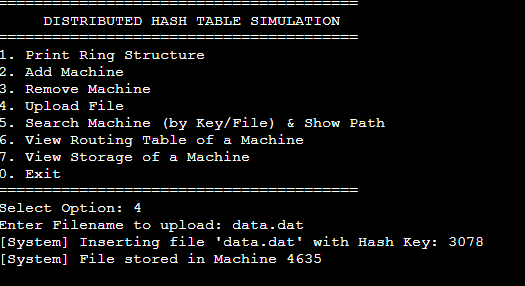 =========================================
DISTRIBUTED HASH TABLE SIMULATION
=========================================
1. Print Ring Structure
2. Add Machine
3. Remove Machine
4. Upload File
5. Search Machine (by Key/File) & Show Path
6. View Routing Table of a Machine
7. View Storage of a Machine
0. Exit
=========================================
Select Option: 4
Enter Filename to upload: data.dat
[System] Inserting file 'data.dat' with Hash Key: 3078
[System] File stored in Machine 4635